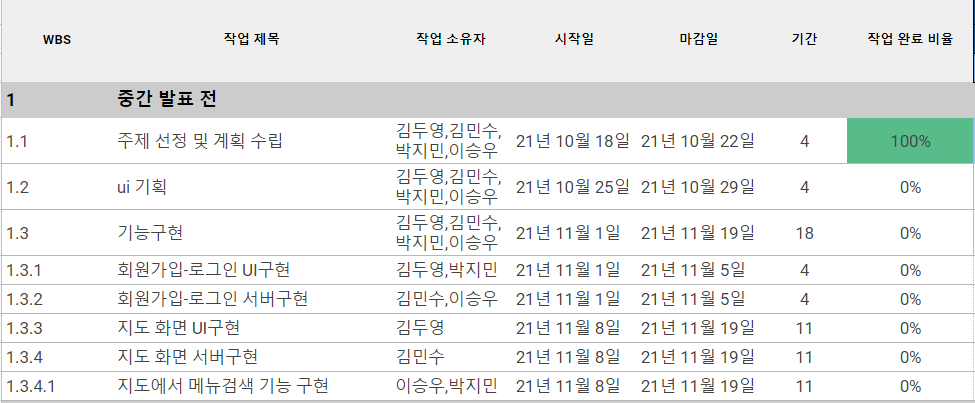 WBS 작업 제목 작업 소유자 시작일 마감일 기간 작업 완료 비율
1 중간 발표 전
1.1 주제 선정 및 계획 수립 김두영,김민수, 박지민,이승우 21년 10월 18일 21년 10월 22일 4 100%
1.2 ui 기획 김두영,김민수, 박지민,이승우 21년 10월 25일 21년 10월 29일 4 0%
1.3 기능구현 김두영,김민수, 박지민,이승우 21년 11월 1일 21년 11월 19일 18 0%
1.3.1 회원가입-로그인 UI구현 김두영,박지민 21년 11월 1일 21년 11월 5일 4 0%
1.3.2 회원가입-로그인 서버구현 김민수,이승우 21년 11월 1일 21년 11월 5일 4 0%
1.3.3 지도 화면 UI구현 김두영 21년 11월 8일 21년 11월 19일 11 0%
1.3.4 지도 화면 서버구현 김민수 21년 11월 8일 21년 11월 19일 11 0%
1.3.4.1 지도에서 메뉴검색 기능 구현 이승우,박지민 21년 11월 8일 21년 11월 19일 11 0%